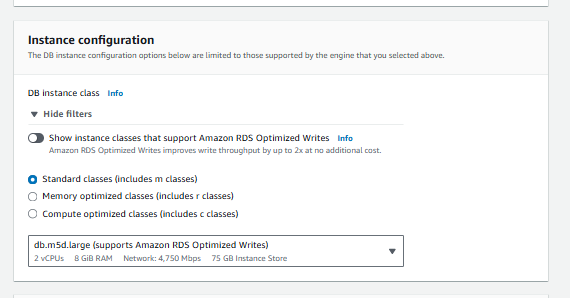 Instance configuration
The DB instance configuration options below are limited to those supported by the engine that you selected above.
DB instance class Info
Hide filters
Show instance classes that support Amazon RDS Optimized Writes Info
Amazon RDS Optimized Writes improves write throughput by up to 2x at no additional cost.
Standard classes (includes m classes)
Memory optimized classes (includes r classes)
Compute optimized classes (includes c classes)
db.m5d.large (supports Amazon RDS Optimized Writes)
2 vCPUs 8 GiB RAM Network: 4,750 Mbps 75 GB Instance Store